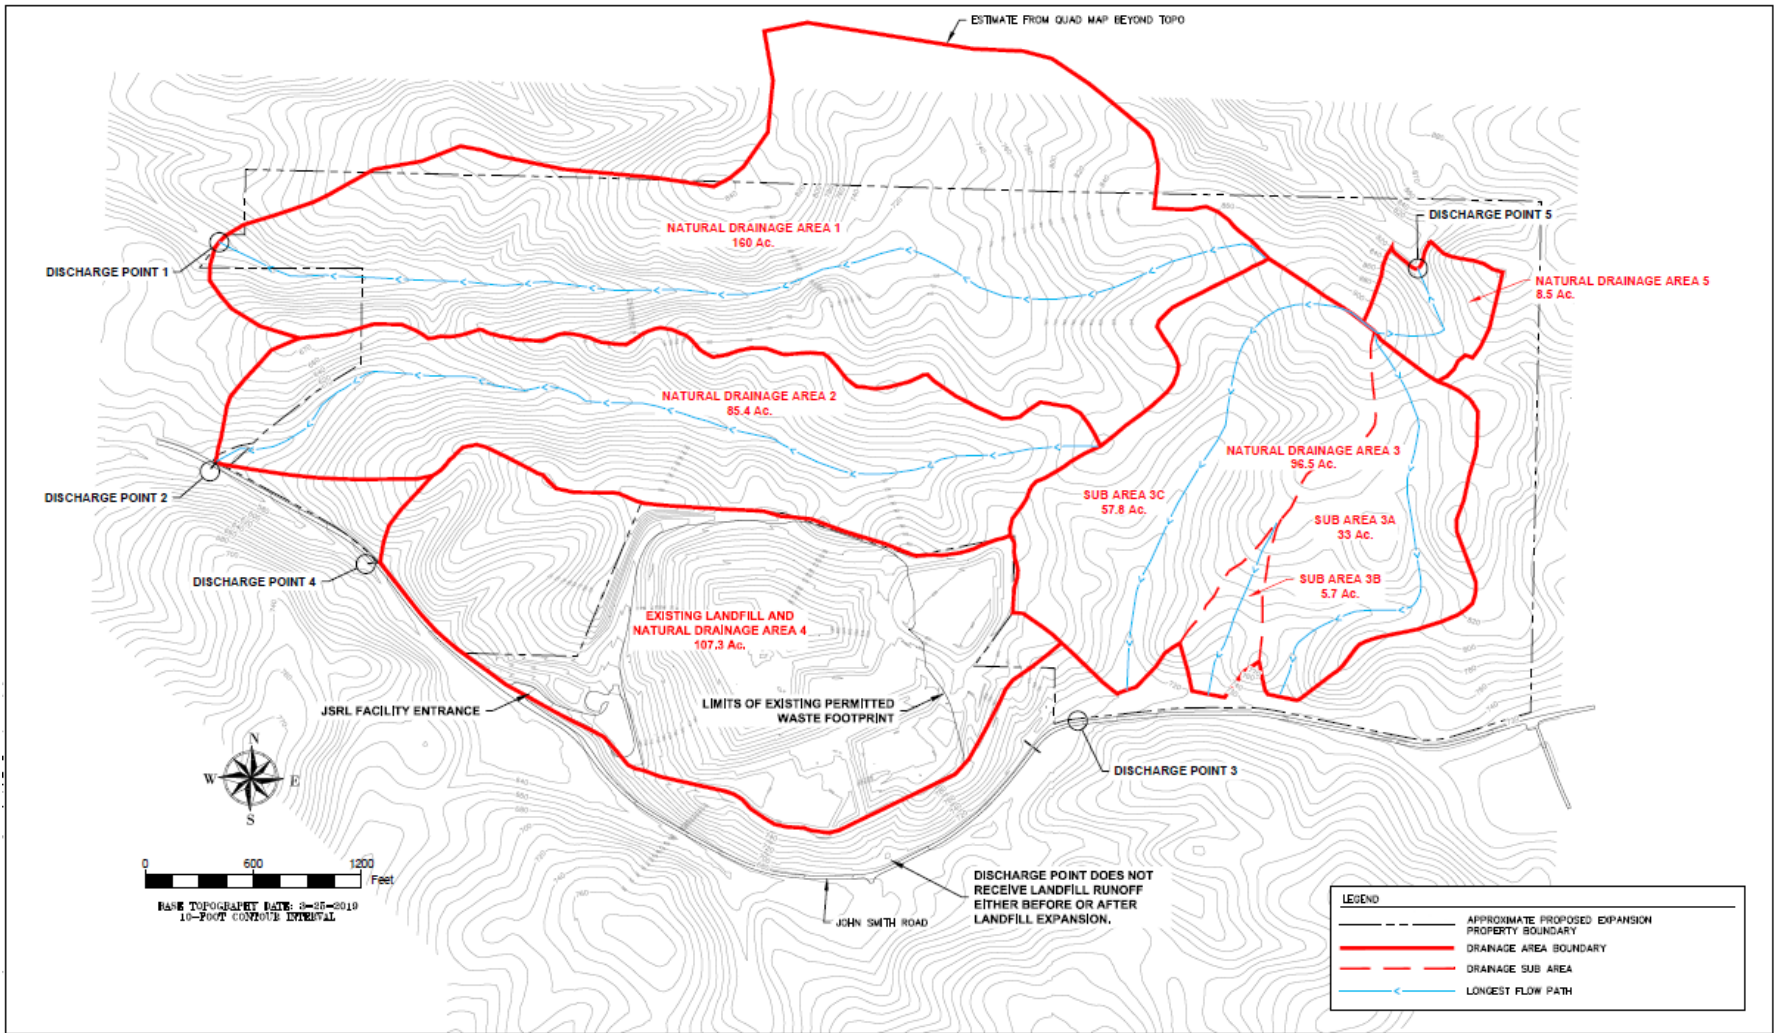 ESTIMATE FROM QUAD MAP BEYOND TOPO
DISCHARGE POINT 5
NATURAL DRAINAGE AREA 1
160 Ac.
DISCHARGE POINT 1
NATURAL DRAINAGE AREA 5
8.5 Ac.
NATURAL DRAINAGE AREA 2
85.4 Ac.
NATURAL DRAINAGE AREA 3
96.5 Ac.
DISCHARGE POINT 2
SUB AREA 3C
57.8 Ac.
SUB AREA 3A
33 Ac.
DISCHARGE POINT 4
SUB AREA 3B
5.7 Ac.
EXISTING LANDFILL AND
NATURAL DRAINAGE AREA 4
107.3 Ac.
JSRL FACILITY ENTRANCE
LIMITS OF EXISTING PERMITTED
WASTE FOOTPRINT
DISCHARGE POINT 3
N
W E
S
0 600 1200
Feet
BASE TOPOGRAPHY DATE: 3-25-2019
10-FOOT CONTOUR INTERVAL
DISCHARGE POINT DOES NOT
RECEIVE LANDFILL RUNOFF
EITHER BEFORE OR AFTER
LANDFILL EXPANSION.
JOHN SMITH ROAD
LEGEND
APPROXIMATE PROPOSED EXPANSION
PROPERTY BOUNDARY
DRAINAGE AREA BOUNDARY
DRAINAGE SUB AREA
LONGEST FLOW PATH